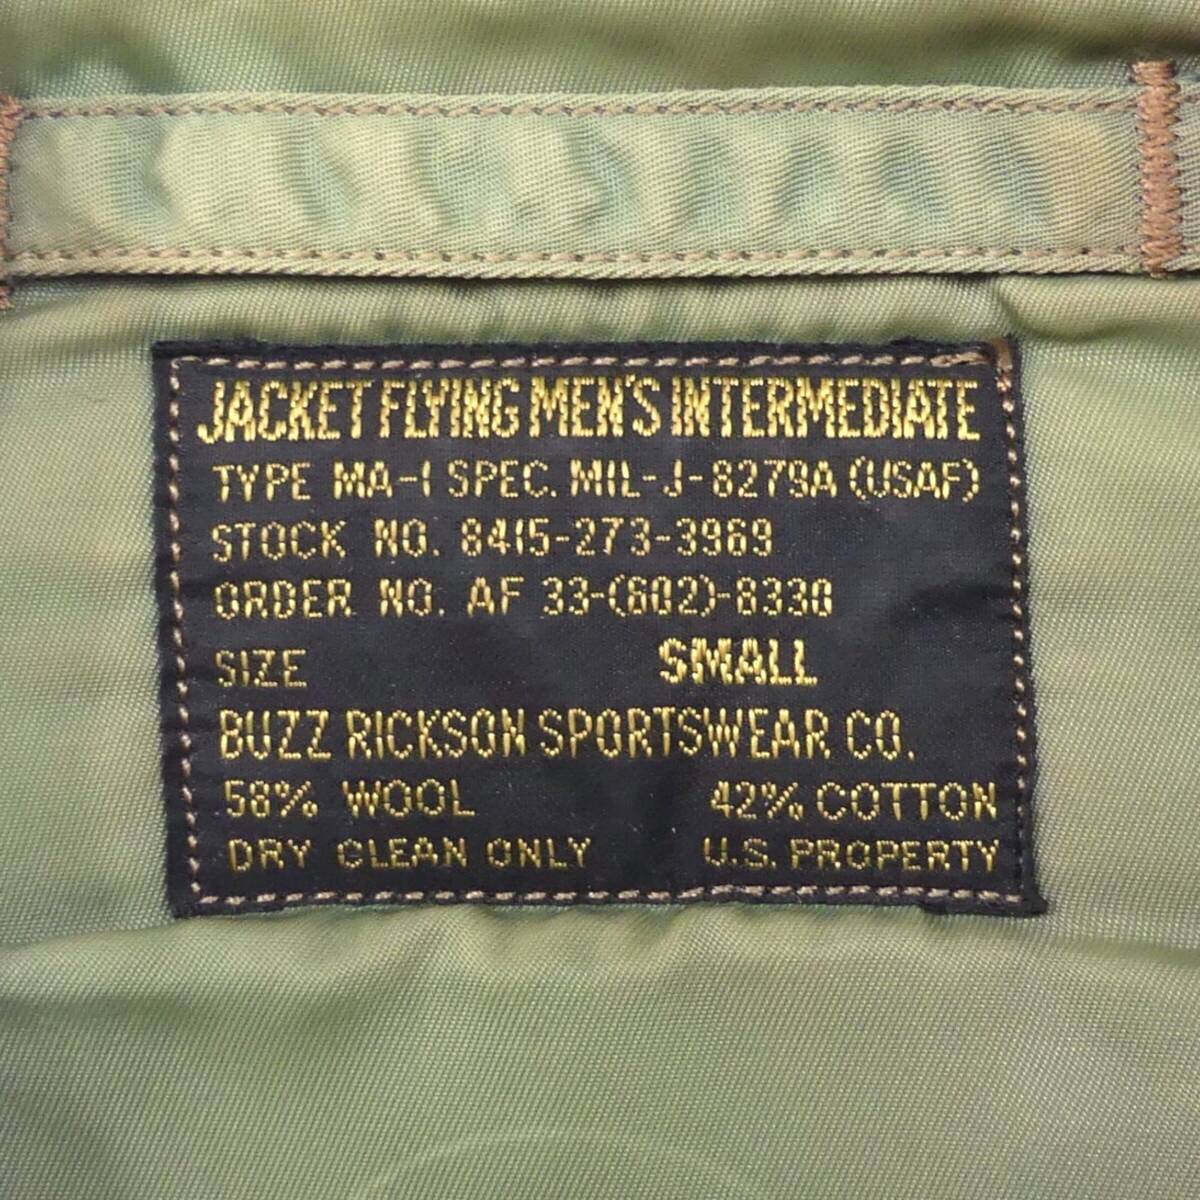 JACKET FLYING MEN'S INTERMEDIATE
TYPE MA-1 SPEC. MIL-J-8279A (USAF)
STOCK NO. 8415-273-3969
ORDER NO. AF 33-(602)-8330
SIZE SMALL
BUZZ RICKSON SPORTSWEAR CO.
58% WOOL 42% COTTON
DRY CLEAN ONLY U.S. PROPERTY